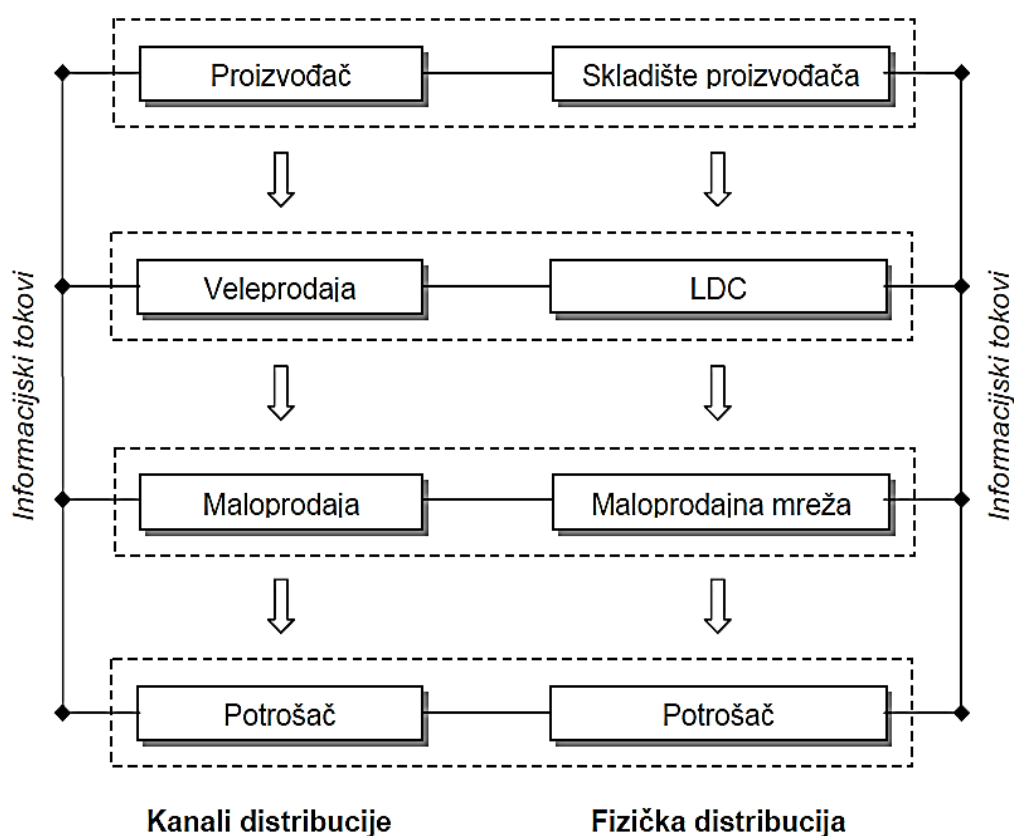 Proizvođač
Skladište proizvođača
Veleprodaja
LDC
Maloprodaja
Maloprodajna mreža
Potrošač
Potrošač
Informacijski tokovi
Informacijski tokovi
Kanali distribucije
Fizička distribucija